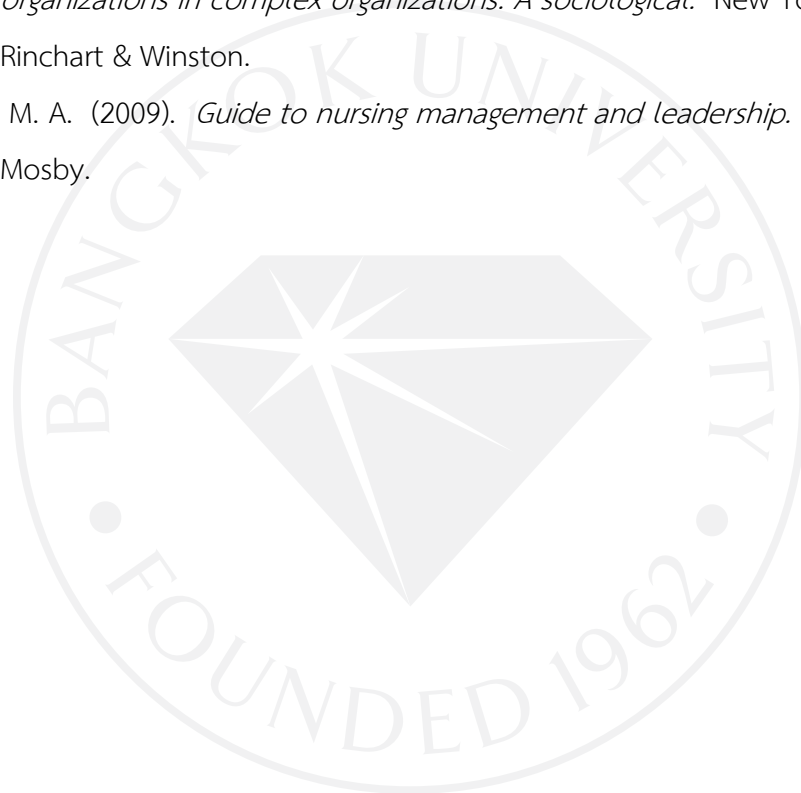 organizations in complex organizations. A sociological. New
Rinchart & Winston.
M. A. (2009). Guide to nursing management and leadership.
Mosby.
BANGKOK UNIVERSITY
• FOUNDED 1962 •